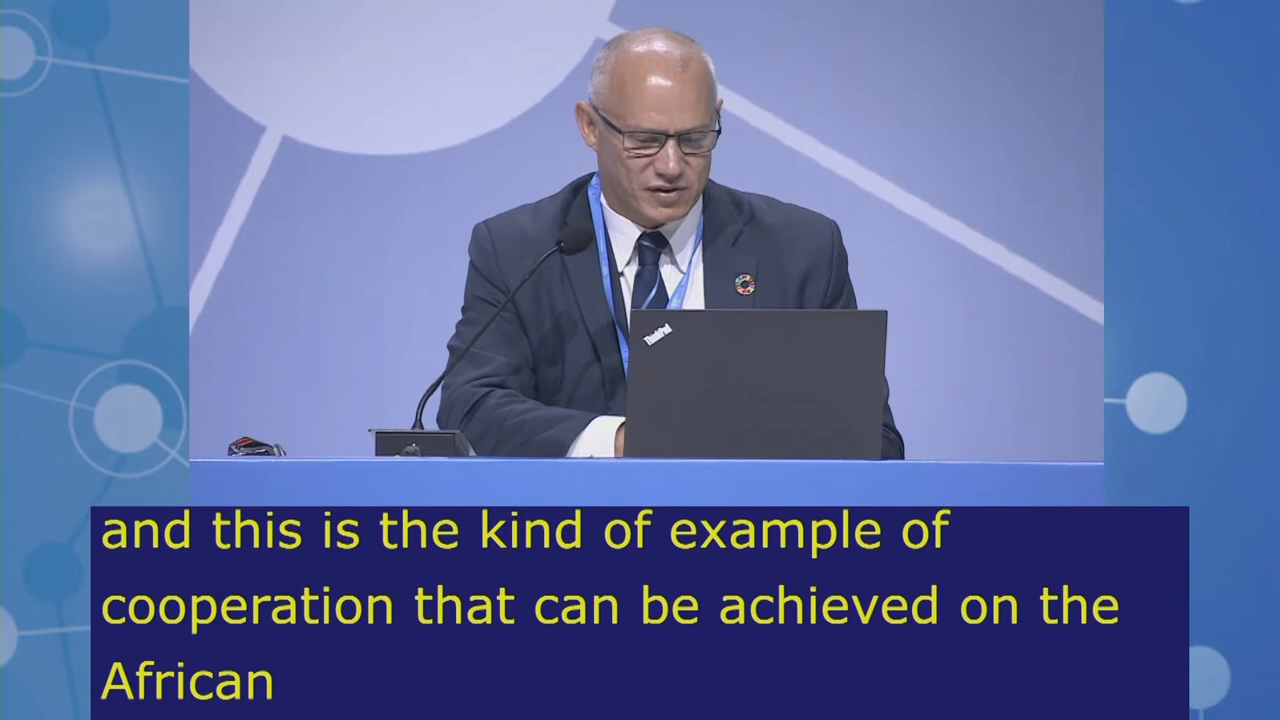 ThinkPad
and this is the kind of example of
cooperation that can be achieved on the
African